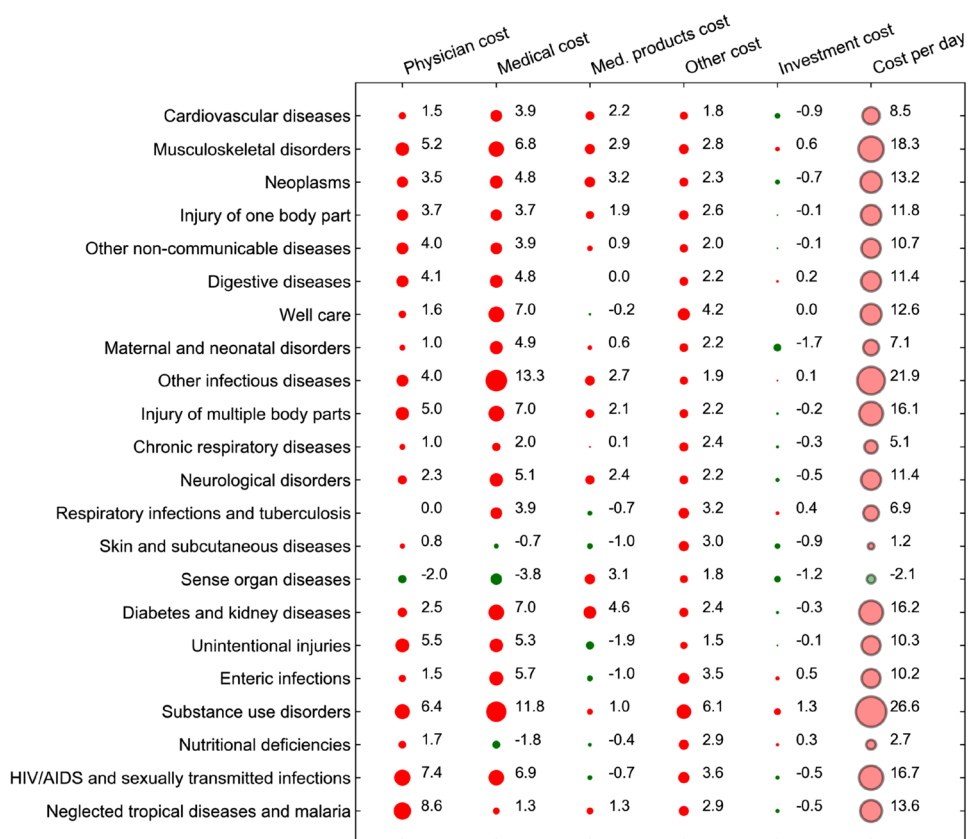 Physician cost Medical cost Med. products cost Other cost Investment cost Cost per day
Cardiovascular diseases 1.5 3.9 2.2 1.8 -0.9 8.5
Musculoskeletal disorders 5.2 6.8 2.9 2.8 0.6 18.3
Neoplasms 3.5 4.8 3.2 2.3 -0.7 13.2
Injury of one body part 3.7 3.7 1.9 2.6 -0.1 11.8
Other non-communicable diseases 4.0 3.9 0.9 2.0 -0.1 10.7
Digestive diseases 4.1 4.8 0.0 2.2 0.2 11.4
Well care 1.6 7.0 -0.2 4.2 0.0 12.6
Maternal and neonatal disorders 1.0 4.9 0.6 2.2 -1.7 7.1
Other infectious diseases 4.0 13.3 2.7 1.9 0.1 21.9
Injury of multiple body parts 5.0 7.0 2.1 2.2 -0.2 16.1
Chronic respiratory diseases 1.0 2.0 0.1 2.4 -0.3 5.1
Neurological disorders 2.3 5.1 2.4 2.2 -0.5 11.4
Respiratory infections and tuberculosis 0.0 3.9 -0.7 3.2 0.4 6.9
Skin and subcutaneous diseases 0.8 -0.7 -1.0 3.0 -0.9 1.2
Sense organ diseases -2.0 -3.8 3.1 1.8 -1.2 -2.1
Diabetes and kidney diseases 2.5 7.0 4.6 2.4 -0.3 16.2
Unintentional injuries 5.5 5.3 -1.9 1.5 -0.1 10.3
Enteric infections 1.5 5.7 -1.0 3.5 0.5 10.2
Substance use disorders 6.4 11.8 1.0 6.1 1.3 26.6
Nutritional deficiencies 1.7 -1.8 -0.4 2.9 0.3 2.7
HIV/AIDS and sexually transmitted infections 7.4 6.9 -0.7 3.6 -0.5 16.7
Neglected tropical diseases and malaria 8.6 1.3 1.3 2.9 -0.5 13.6